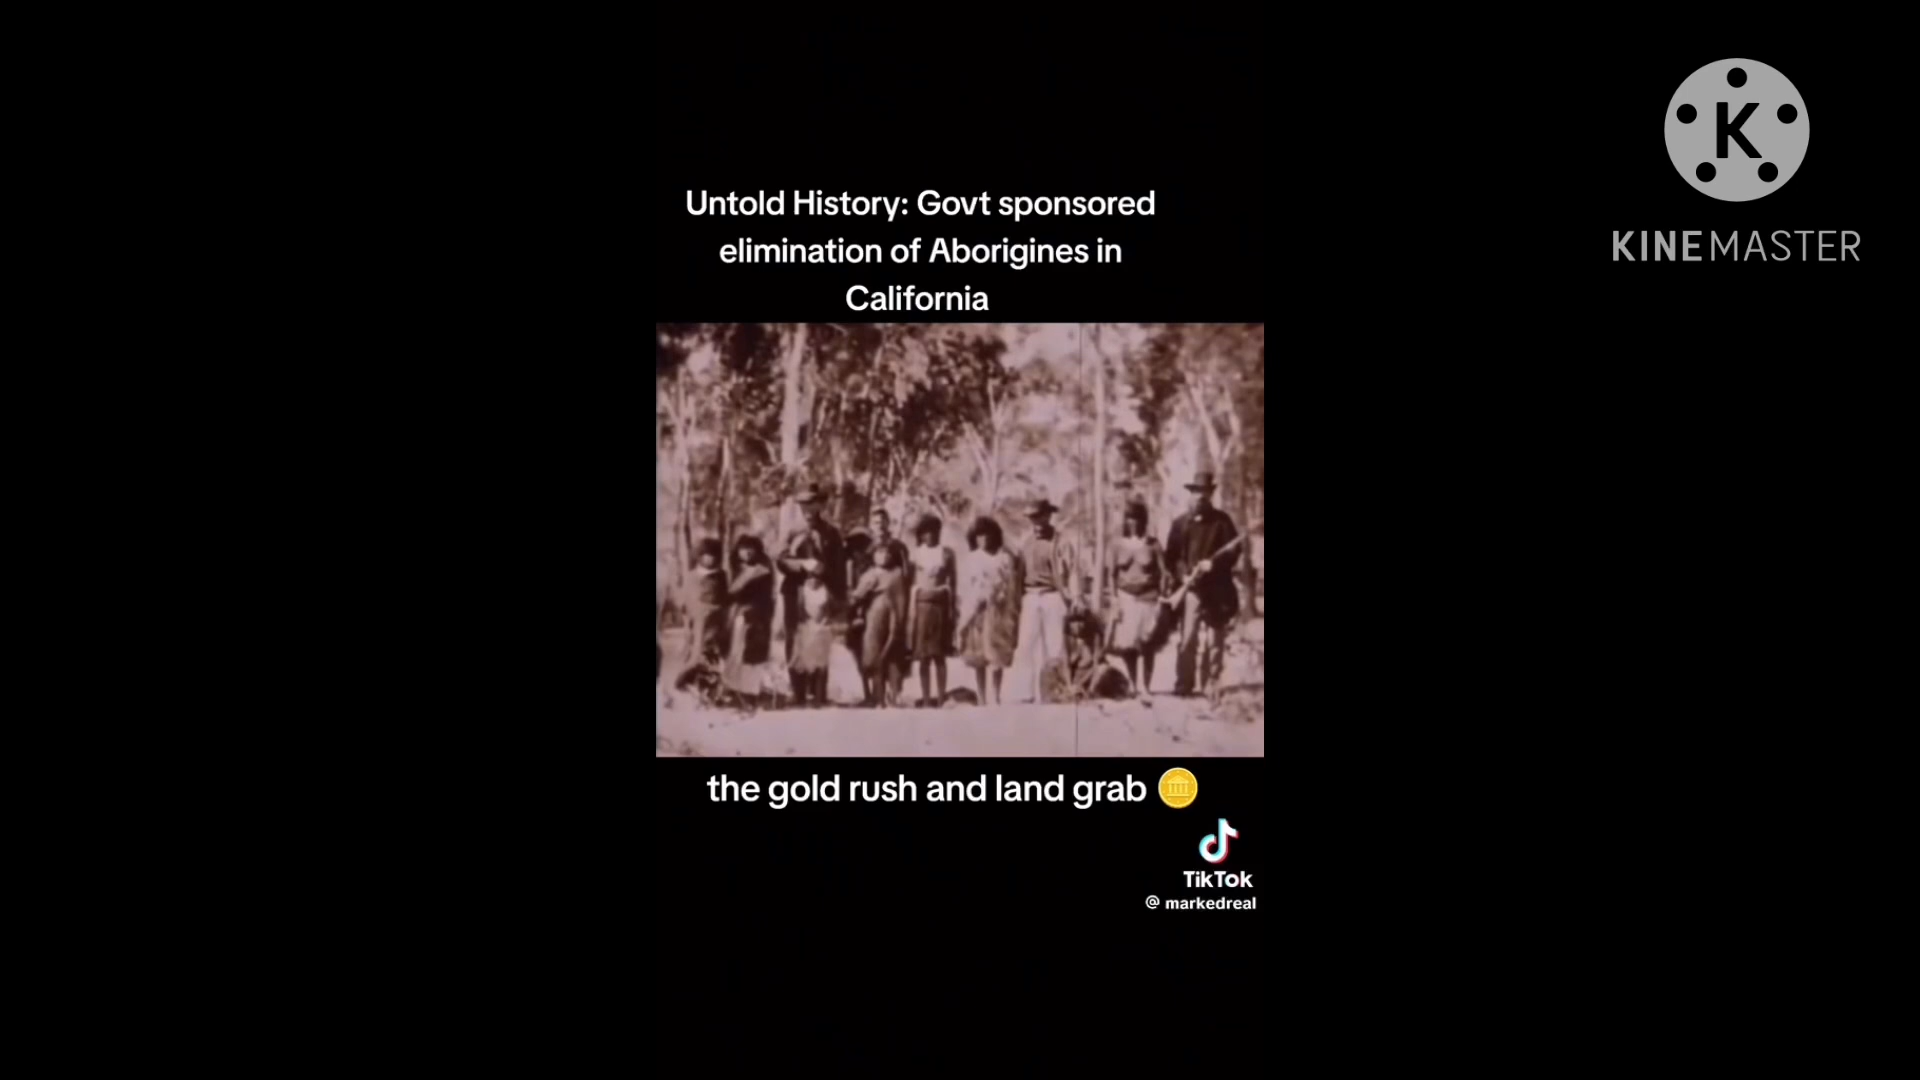 Untold History: Govt sponsored
elimination of Aborigines in
California
the gold rush and land grab
TikTok
@ markedreal
K
KINEMASTER